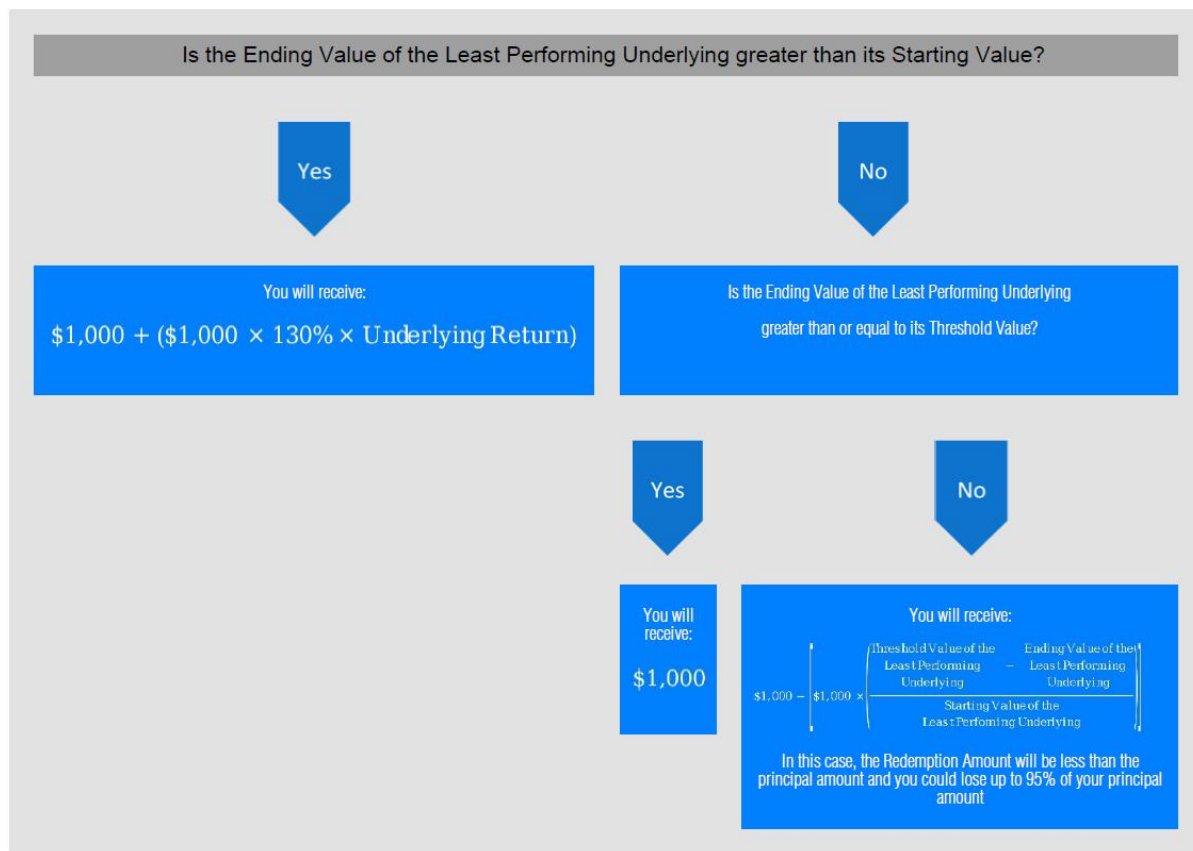 Is the Ending Value of the Least Performing Underlying greater than its Starting Value?
Yes
No
You will receive:
$1,000 + ($1,000 × 130% × Underlying Return)
Is the Ending Value of the Least Performing Underlying
greater than or equal to its Threshold Value?
Yes
No
You will
receive:
$1,000
You will receive:
Threshold Value of the Ending Value of the
Least Performing − Least Performing
Underlying Underlying
$1,000 − [$1,000 × (
Starting Value of the
Least Perfoming Underlying
)]
In this case, the Redemption Amount will be less than the
principal amount and you could lose up to 95% of your principal
amount